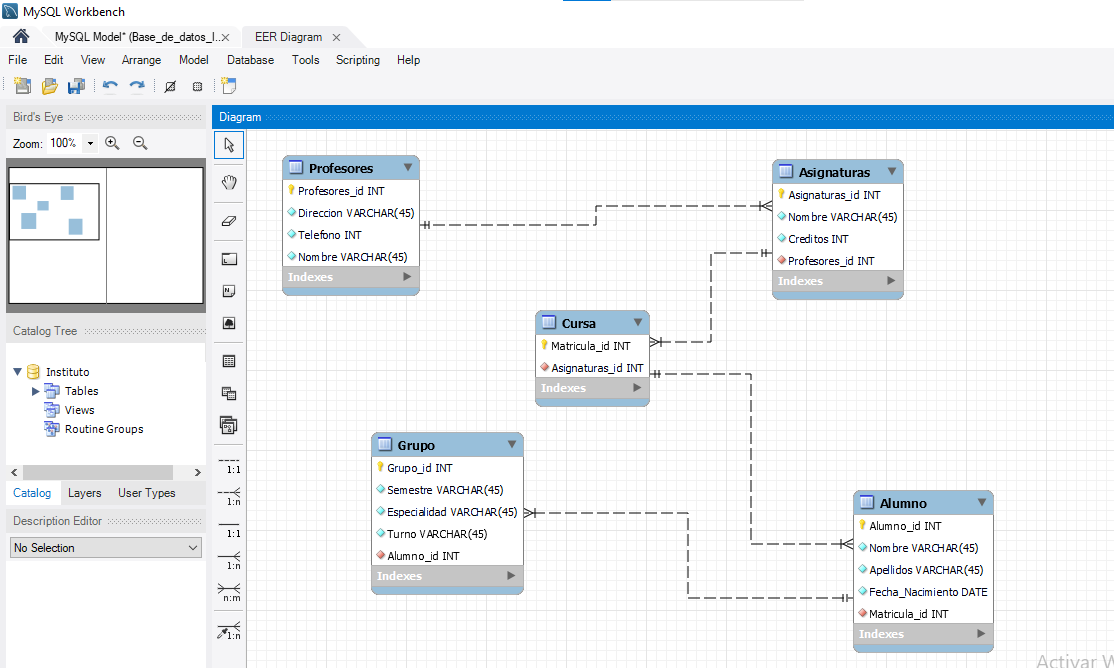 MySQL Workbench
MySQL Model* (Base_de_datos_I.. ×
EER Diagram ×
File Edit View Arrange Model Database Tools Scripting Help
Bird's Eye
Zoom: 100%
Catalog Tree
Instituto
Tables
Views
Routine Groups
Catalog Layers User Types
Description Editor
No Selection
Diagram
1:1
1:n
1:1
1:n
n:m
1:n
Profesores
Profesores_id INT
Direccion VARCHAR(45)
Telefono INT
Nombre VARCHAR(45)
Indexes
Asignaturas
Asignaturas_id INT
Nombre VARCHAR(45)
Creditos INT
Profesores_id INT
Indexes
Cursa
Matricula_id INT
Asignaturas_id INT
Indexes
Grupo
Grupo_id INT
Semestre VARCHAR(45)
Especialidad VARCHAR(45)
Turno VARCHAR(45)
Alumno_id INT
Indexes
Alumno
Alumno_id INT
Nombre VARCHAR(45)
Apellidos VARCHAR(45)
Fecha_Nacimiento DATE
Matricula_id INT
Indexes
Activar W